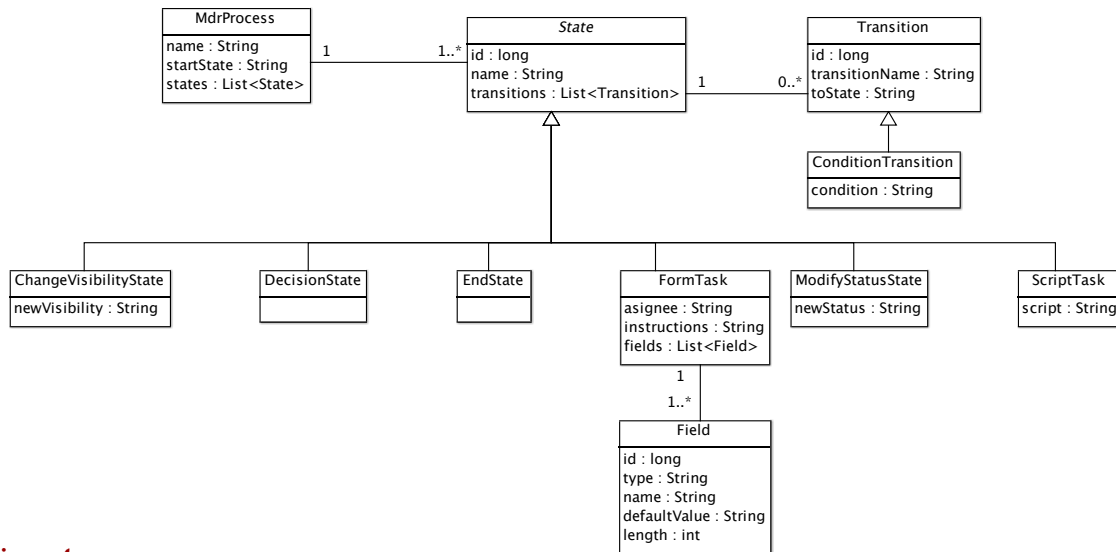 MdrProcess
name : String
startState : String
states : List<State>
1
1..*
State
id : long
name : String
transitions : List<Transition>
1
0..*
Transition
id : long
transitionName : String
toState : String
ConditionTransition
condition : String
ChangeVisibilityState
newVisibility : String
DecisionState
EndState
FormTask
asignee : String
instructions : String
fields : List<Field>
ModifyStatusState
newStatus : String
ScriptTask
script : String
1
1..*
Field
id : long
type : String
name : String
defaultValue : String
length : int